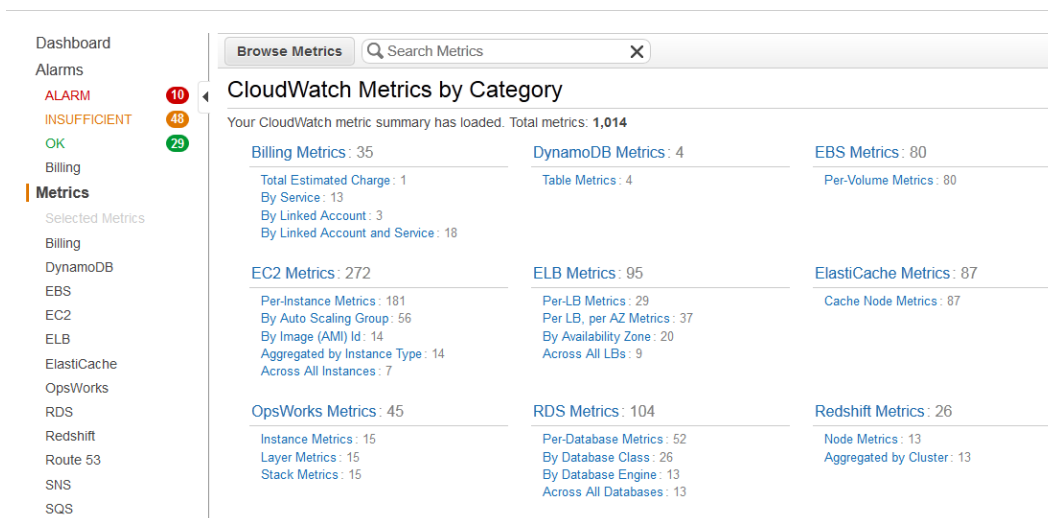 Dashboard
Alarms
ALARM 10
INSUFFICIENT 48
OK 29
Billing
Metrics
Selected Metrics
Billing
DynamoDB
EBS
EC2
ELB
ElastiCache
OpsWorks
RDS
Redshift
Route 53
SNS
SQS
Browse Metrics Search Metrics X
CloudWatch Metrics by Category
Your CloudWatch metric summary has loaded. Total metrics: 1,014
Billing Metrics: 35
Total Estimated Charge: 1
By Service: 13
By Linked Account: 3
By Linked Account and Service: 18
DynamoDB Metrics: 4
Table Metrics: 4
EBS Metrics: 80
Per-Volume Metrics: 80
EC2 Metrics: 272
Per-Instance Metrics: 181
By Auto Scaling Group: 56
By Image (AMI) Id: 14
Aggregated by Instance Type: 14
Across All Instances: 7
ELB Metrics: 95
Per-LB Metrics: 29
Per LB, per AZ Metrics: 37
By Availability Zone: 20
Across All LBs: 9
ElastiCache Metrics: 87
Cache Node Metrics: 87
OpsWorks Metrics: 45
Instance Metrics: 15
Layer Metrics: 15
Stack Metrics: 15
RDS Metrics: 104
Per-Database Metrics: 52
By Database Class: 26
By Database Engine: 13
Across All Databases: 13
Redshift Metrics: 26
Node Metrics: 13
Aggregated by Cluster: 13